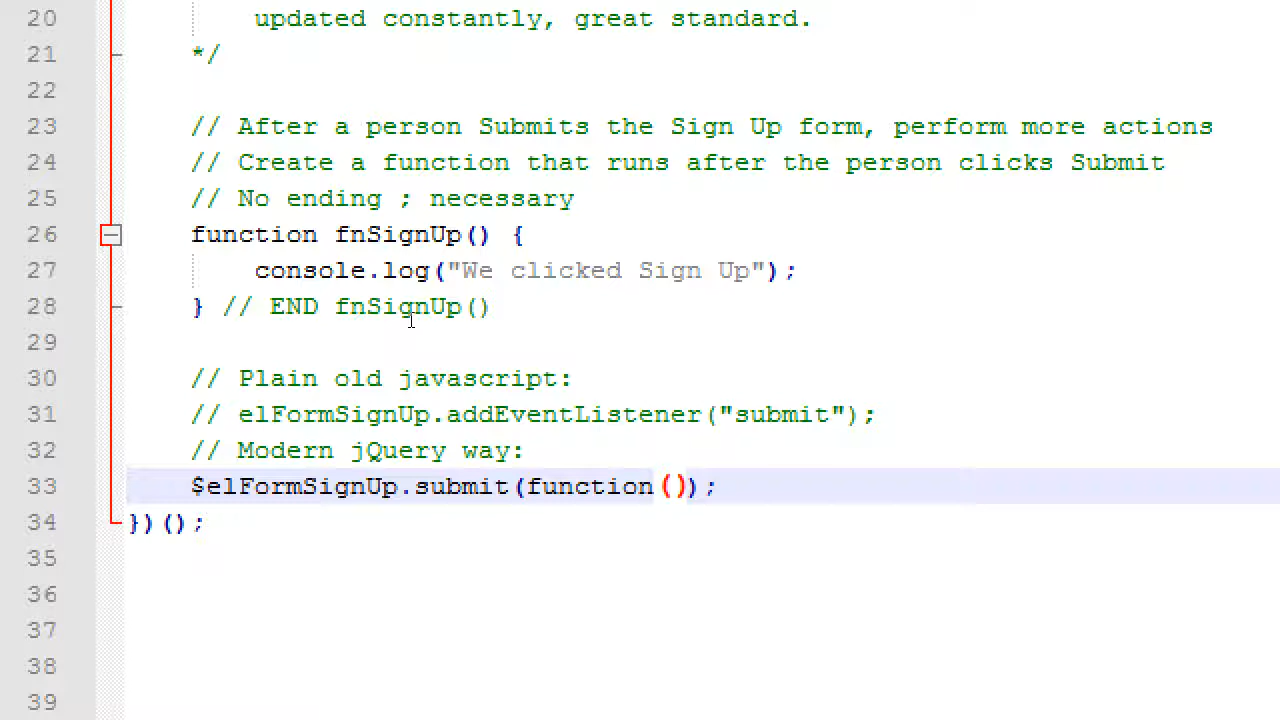 20 updated constantly, great standard.
21 */
22
23 // After a person Submits the Sign Up form, perform more actions
24 // Create a function that runs after the person clicks Submit
25 // No ending ; necessary
26 function fnSignUp() {
27 console.log("We clicked Sign Up");
28 } // END fnSignUp()
29
30 // Plain old javascript:
31 // elFormSignUp.addEventListener("submit");
32 // Modern jQuery way:
33 $elFormSignUp.submit(function());
34 })();
35
36
37
38
39